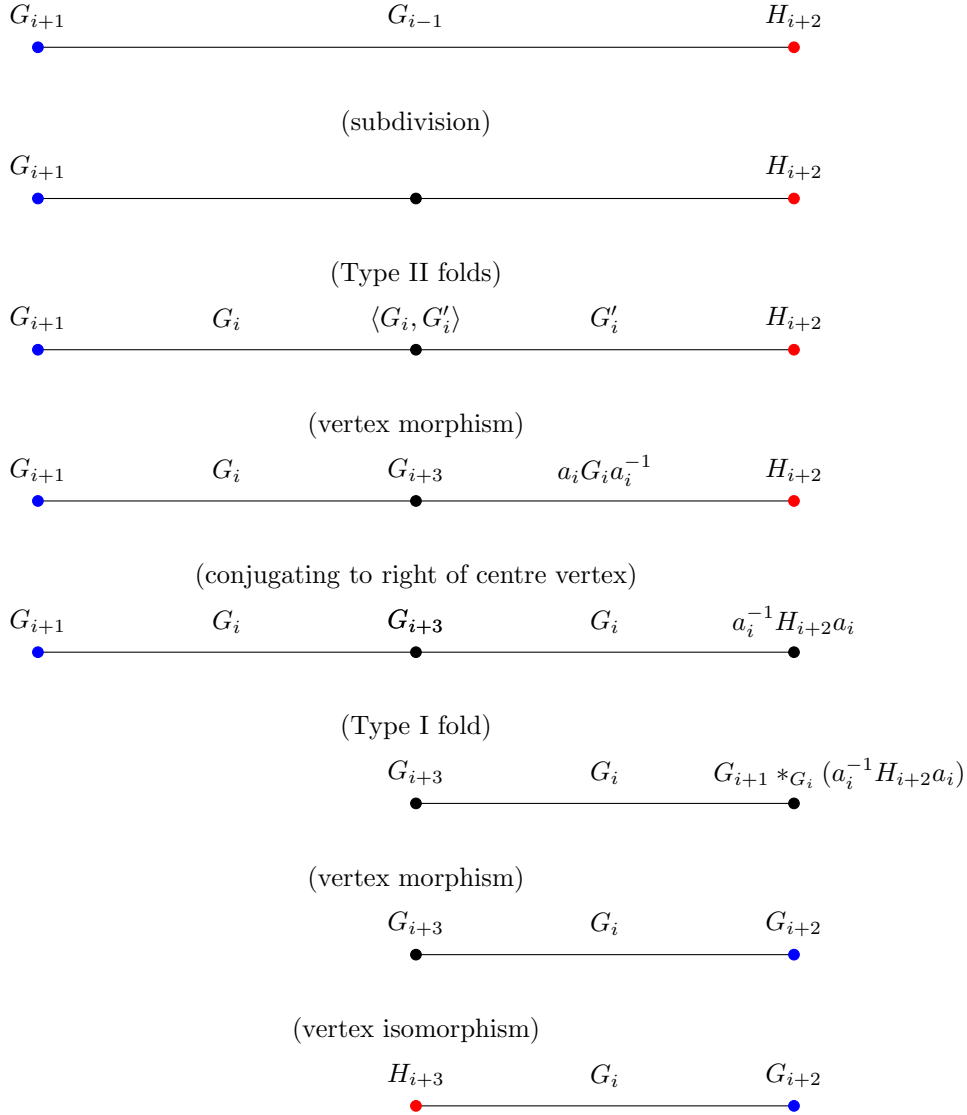 $G_{i+1}$ $G_{i-1}$ $H_{i+2}$
(subdivision)
$G_{i+1}$ $H_{i+2}$
(Type II folds)
$G_{i+1}$ $G_i$ $\langle G_i, G_i' \rangle$ $G_i'$ $H_{i+2}$
(vertex morphism)
$G_{i+1}$ $G_i$ $G_{i+3}$ $a_i G_i a_i^{-1}$ $H_{i+2}$
(conjugating to right of centre vertex)
$G_{i+1}$ $G_i$ $G_{i+3}$ $G_i$ $a_i^{-1} H_{i+2} a_i$
(Type I fold)
$G_{i+3}$ $G_i$ $G_{i+1} *_{G_i} (a_i^{-1} H_{i+2} a_i)$
(vertex morphism)
$G_{i+3}$ $G_i$ $G_{i+2}$
(vertex isomorphism)
$H_{i+3}$ $G_i$ $G_{i+2}$